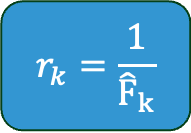 r_k = 1 / F̂_k